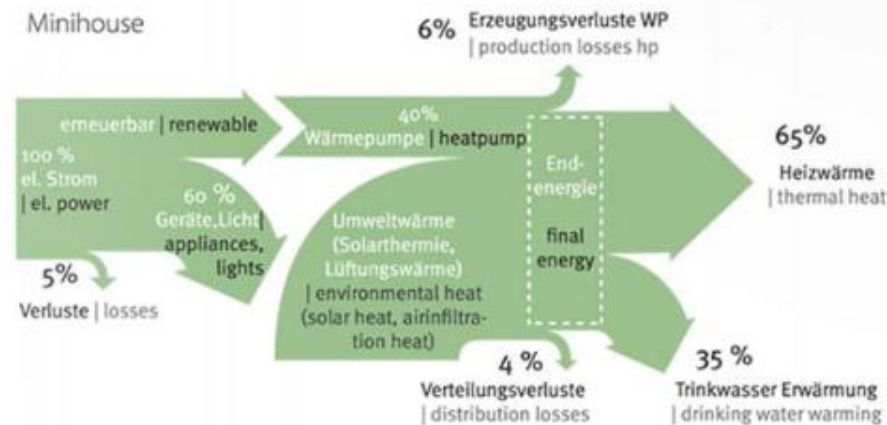 Minihouse
6% Erzeugungsverluste WP
| production losses hp
erneuerbar | renewable
40%
Wärmepumpe | heatpump
65%
Heizwärme
| thermal heat
100 %
el. Strom
| el. power
60 %
Geräte,Licht|
appliances,
lights
Umweltwärme
(Solarthermie,
Lüftungswärme)
| environmental heat
(solar heat, airinfiltra-
tion heat)
End-
energie
final
energy
5%
Verluste | losses
4 %
Verteilungsverluste
| distribution losses
35 %
Trinkwasser Erwärmung
| drinking water warming